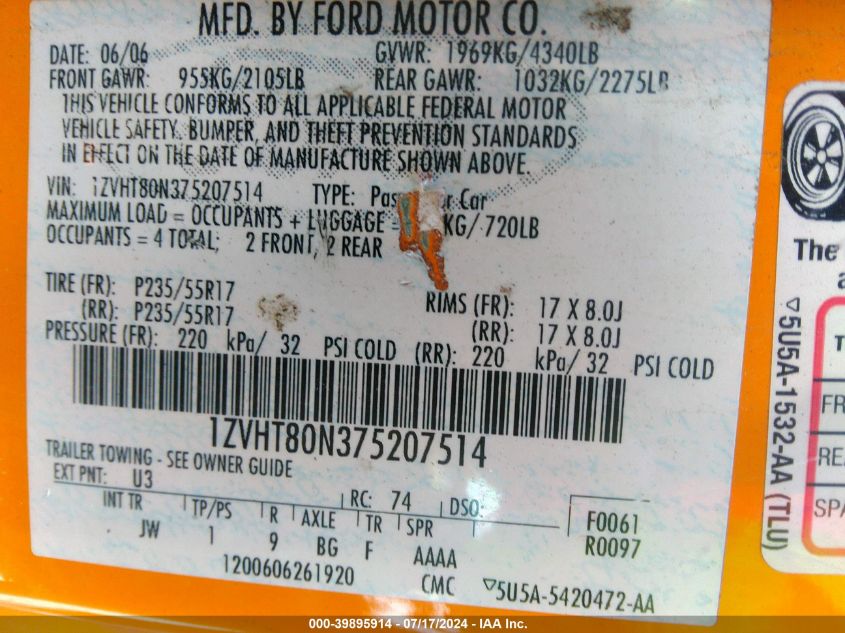 MFD. BY FORD MOTOR CO.
DATE: 06/06 GVWR: 1969KG/4340LB
FRONT GAWR: 955KG/2105LB REAR GAWR: 1032KG/2275LB
THIS VEHICLE CONFORMS TO ALL APPLICABLE FEDERAL MOTOR
VEHICLE SAFETY, BUMPER, AND THEFT PREVENTION STANDARDS
IN EFFECT ON THE DATE OF MANUFACTURE SHOWN ABOVE.
VIN: 1ZVHT80N375207514 TYPE: Car
MAXIMUM LOAD = OCCUPANTS + LUGGAGE = KG/ 720LB
OCCUPANTS = 4 TOTAL; 2 FRONT, 2 REAR
TIRE (FR): P235/55R17 RIMS (FR): 17 X 8.0J
(RR): P235/55R17 (RR): 17 X 8.0J
PRESSURE (FR): 220 kPa/ 32 PSI COLD (RR): 220 kPa/ 32 PSI COLD
1ZVHT80N375207514
TRAILER TOWING - SEE OWNER GUIDE
EXT PNT: U3 RC: 74 DSO:
INT TR TP/PS R AXLE TR SPR F0061
JW 1 9 BG F AAAA R0097
1200606261920 CMC ▽5U5A-5420472-AA
The
▽5U5A-1532-AA (TLU)
FR
SPA
000-39895914 - 07/17/2024 - IAA Inc.